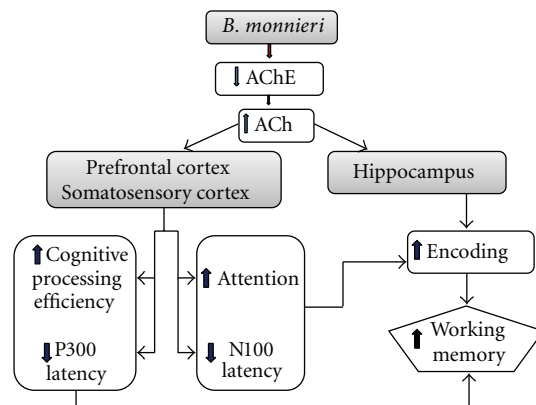 B. monnieri
AChE
ACh
Prefrontal cortex
Somatosensory cortex
Hippocampus
Cognitive
processing
efficiency
P300
latency
Attention
N100
latency
Encoding
Working
memory